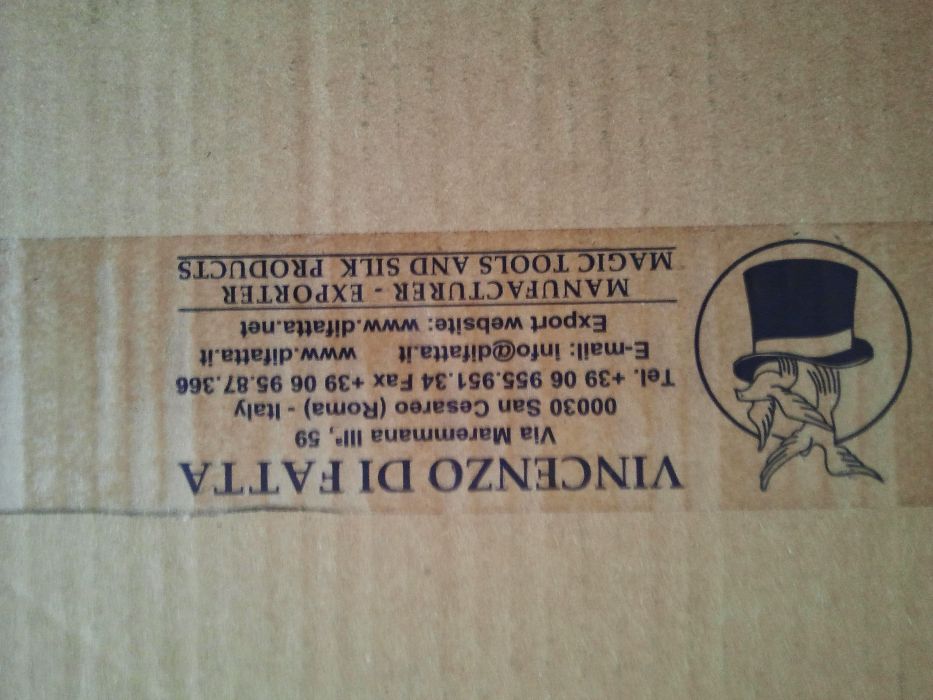 VINCENZO DI FATTA
Via Maremmana IIIª, 59
00030 San Cesareo (Roma) - Italy
Tel. +39 06 955.951.34 Fax +39 06 95.87.366
E-mail: info@difatta.it www.difatta.it
Export website: www.difatta.net
MANUFACTURER - EXPORTER
MAGIC TOOLS AND SILK PRODUCTS